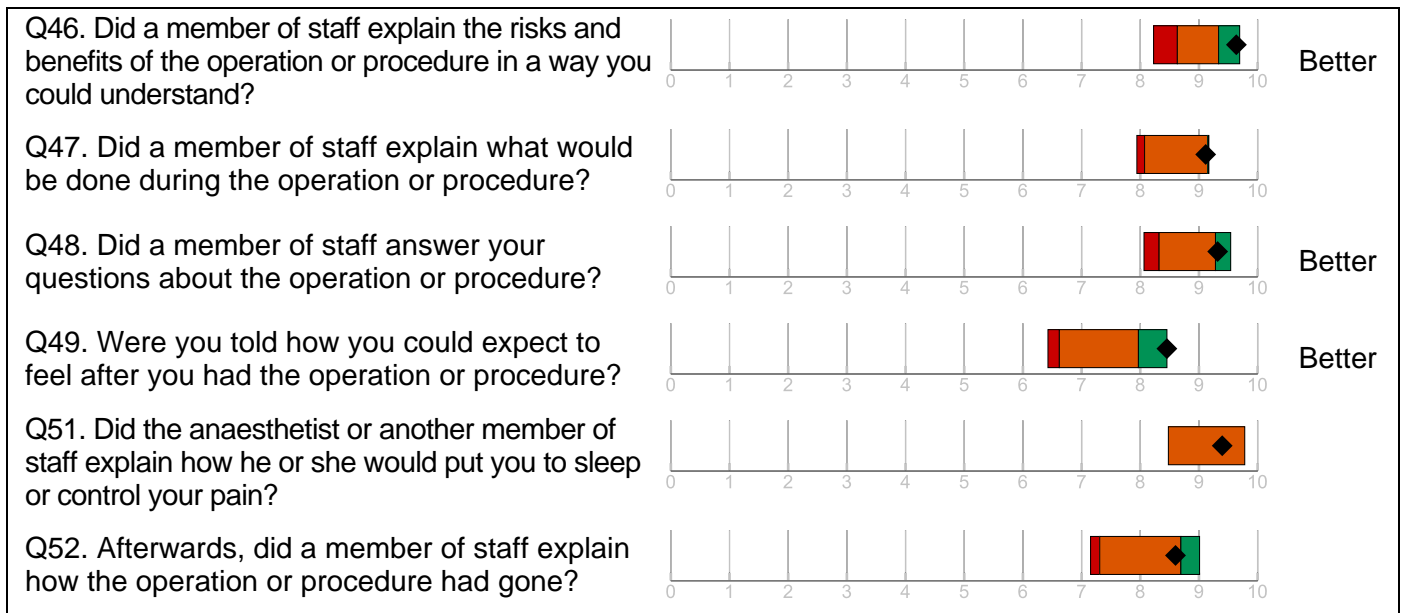 Q46. Did a member of staff explain the risks and
benefits of the operation or procedure in a way you
could understand?
0 1 2 3 4 5 6 7 8 9 10
Better
Q47. Did a member of staff explain what would
be done during the operation or procedure?
0 1 2 3 4 5 6 7 8 9 10
Q48. Did a member of staff answer your
questions about the operation or procedure?
0 1 2 3 4 5 6 7 8 9 10
Better
Q49. Were you told how you could expect to
feel after you had the operation or procedure?
0 1 2 3 4 5 6 7 8 9 10
Better
Q51. Did the anaesthetist or another member of
staff explain how he or she would put you to sleep
or control your pain?
0 1 2 3 4 5 6 7 8 9 10
Q52. Afterwards, did a member of staff explain
how the operation or procedure had gone?
0 1 2 3 4 5 6 7 8 9 10